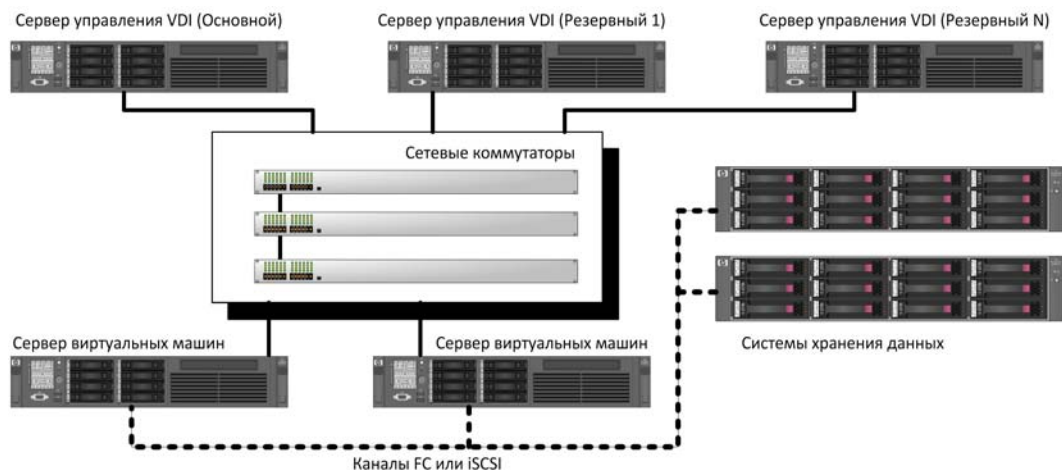 Сервер управления VDI (Основной)
Сервер управления VDI (Резервный 1)
Сервер управления VDI (Резервный N)
Сетевые коммутаторы
Сервер виртуальных машин
Сервер виртуальных машин
Системы хранения данных
Каналы FC или iSCSI